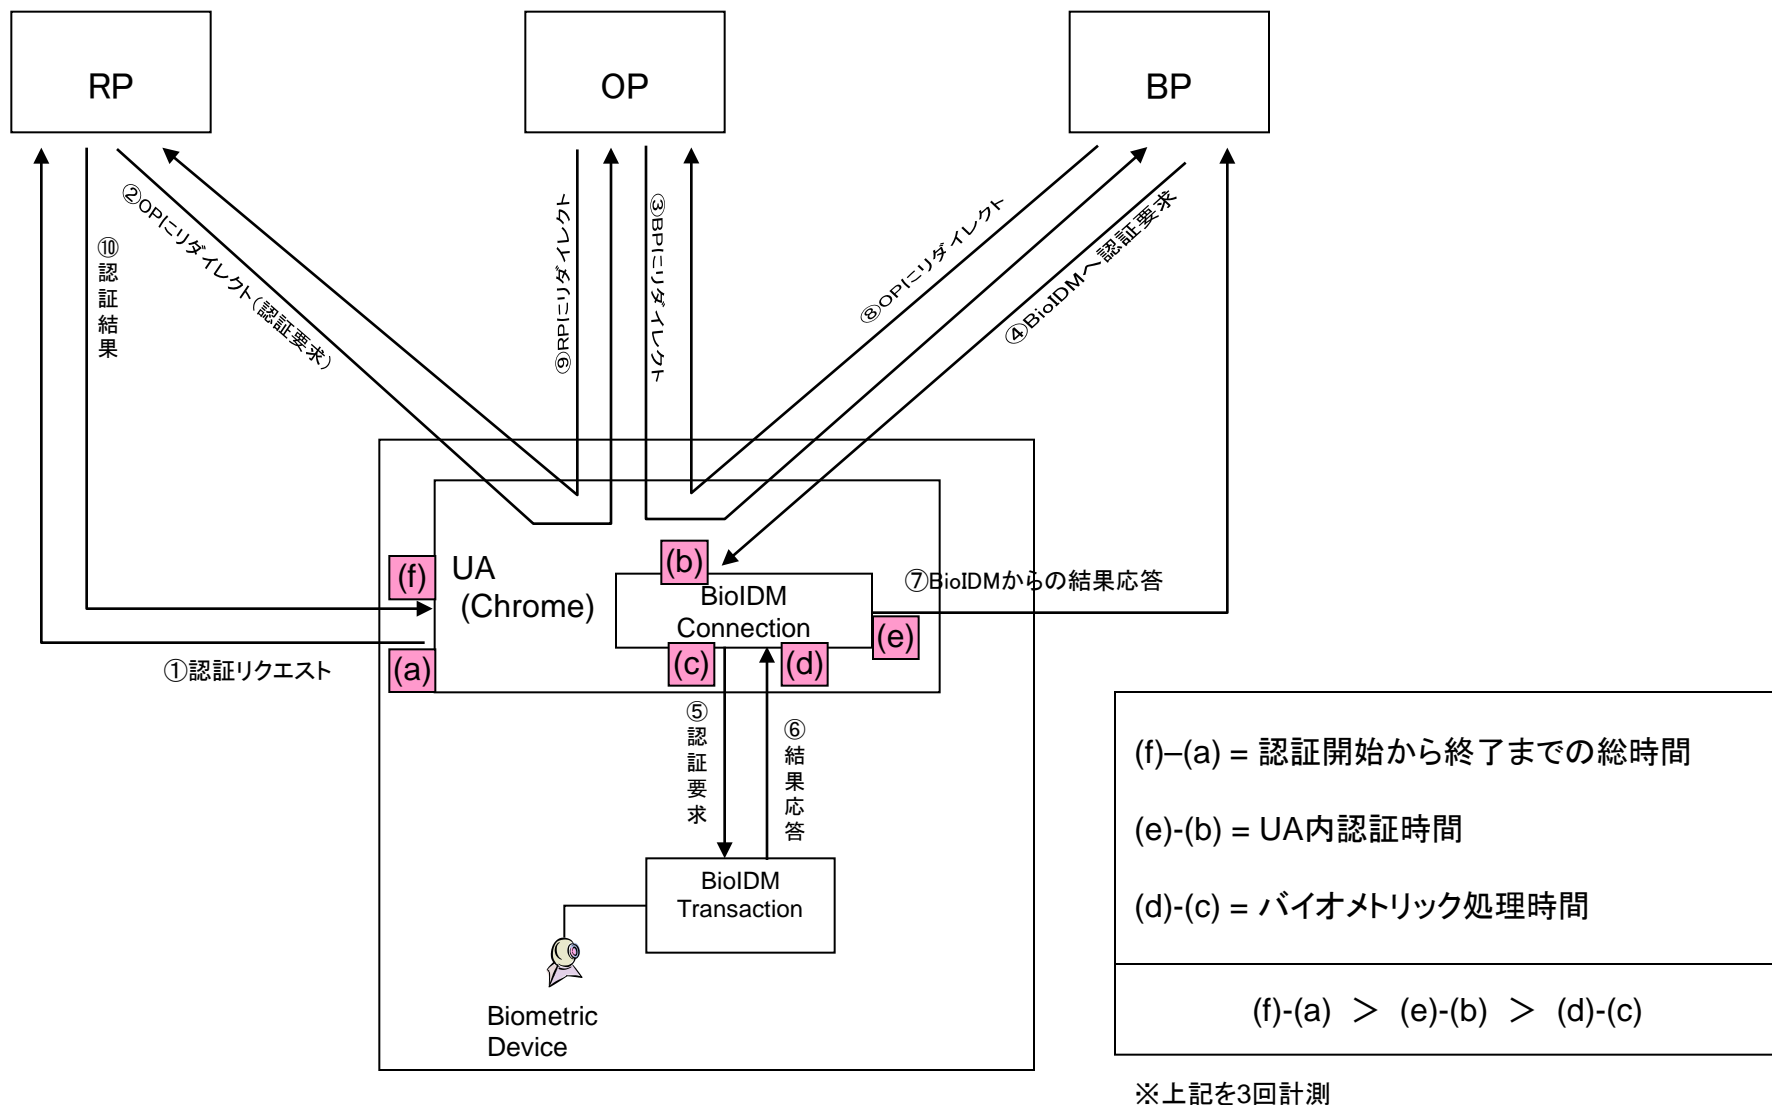 RP
OP
BP
②OPにリダイレクト(認証要求)
⑩認証結果
⑨RPにリダイレクト
③BPにリダイレクト
⑧OPにリダイレクト
④BioIDMへ認証要求
(f)
UA
(Chrome)
(b)
BioIDM
Connection
⑦BioIDMからの結果応答
(e)
①認証リクエスト
(a)
(c)
(d)
⑤認証要求
⑥結果応答
BioIDM
Transaction
Biometric
Device
(f)–(a) = 認証開始から終了までの総時間
(e)-(b) = UA内認証時間
(d)-(c) = バイオメトリック処理時間
(f)-(a) ＞ (e)-(b) ＞ (d)-(c)
※上記を3回計測